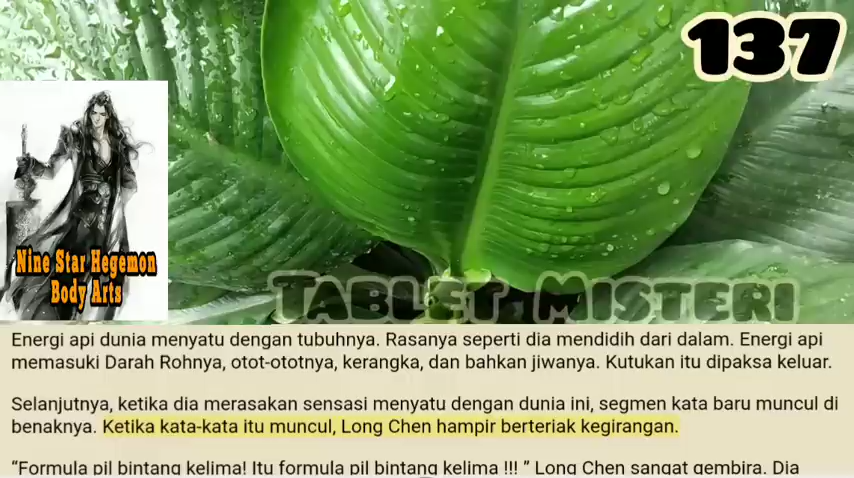 137
Nine Star Hegemon
Body Arts
TABLET MISTERI
Energi api dunia menyatu dengan tubuhnya. Rasanya seperti dia mendidih dari dalam. Energi api
memasuki Darah Rohnya, otot-ototnya, kerangka, dan bahkan jiwanya. Kutukan itu dipaksa keluar.
Selanjutnya, ketika dia merasakan sensasi menyatu dengan dunia ini, segmen kata baru muncul di
benaknya. Ketika kata-kata itu muncul, Long Chen hampir berteriak kegirangan.
“Formula pil bintang kelima! Itu formula pil bintang kelima !!! ” Long Chen sangat gembira. Dia